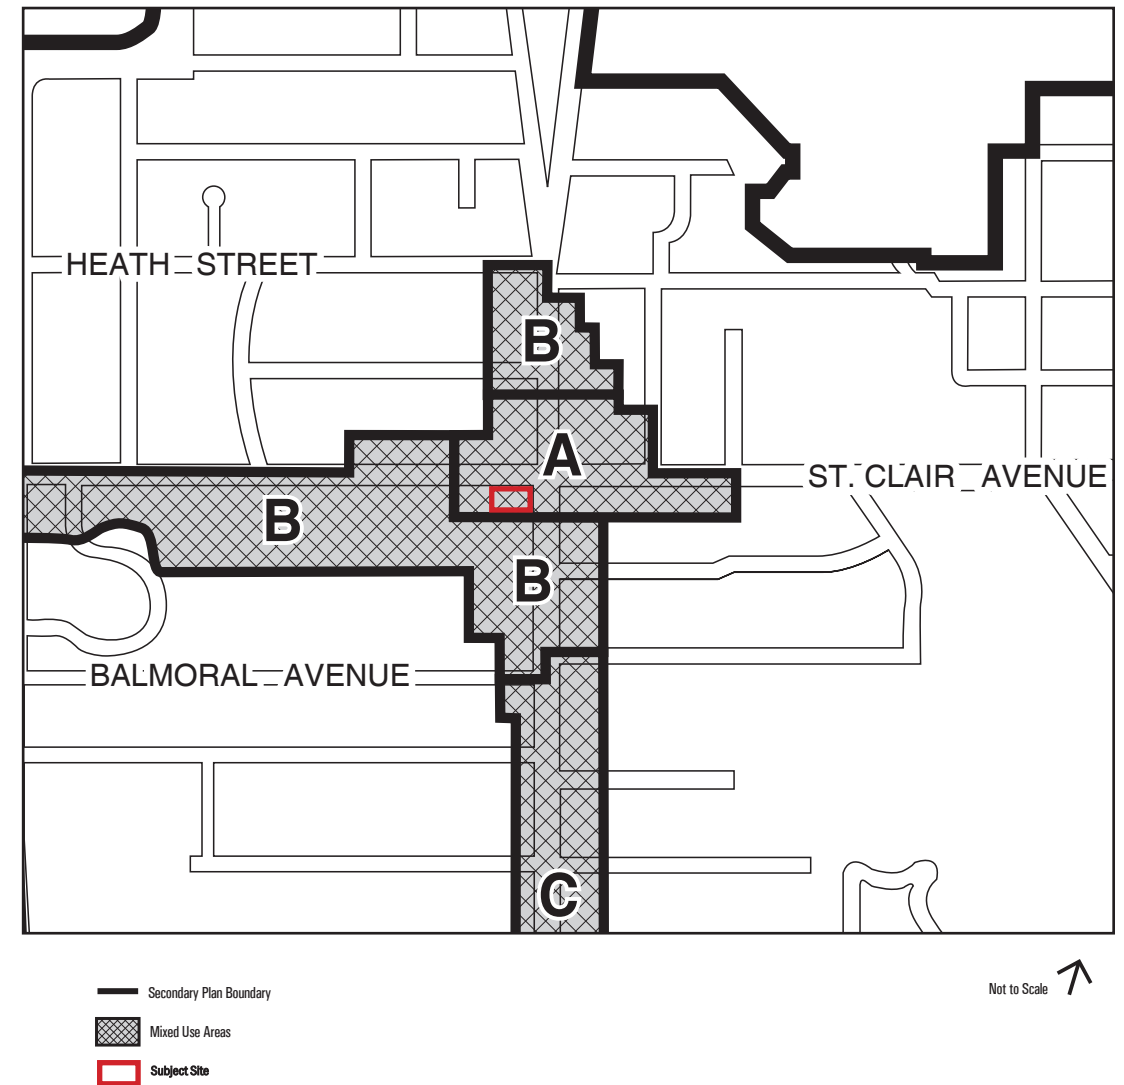 HEATH STREET
B
A
ST. CLAIR AVENUE
B
B
BALMORAL AVENUE
C
Secondary Plan Boundary
Not to Scale
Mixed Use Areas
Subject Site